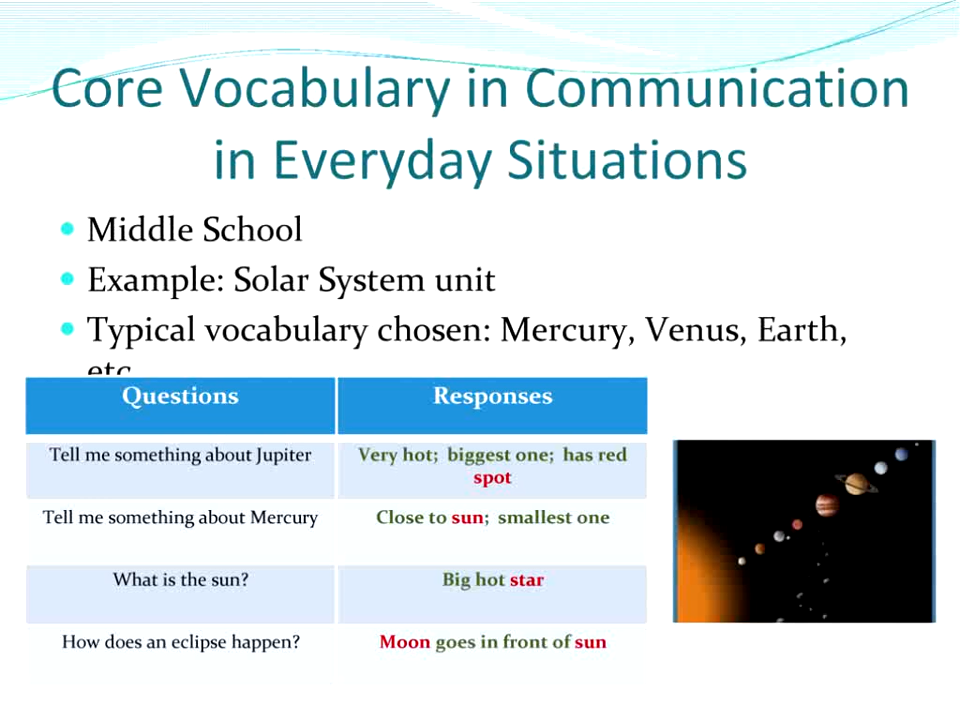 Core Vocabulary in Communication
in Everyday Situations
Middle School
Example: Solar System unit
Typical vocabulary chosen: Mercury, Venus, Earth,
etc
Questions Responses
Tell me something about Jupiter Very hot; biggest one; has red
spot
Tell me something about Mercury Close to sun; smallest one
What is the sun? Big hot star
How does an eclipse happen? Moon goes in front of sun